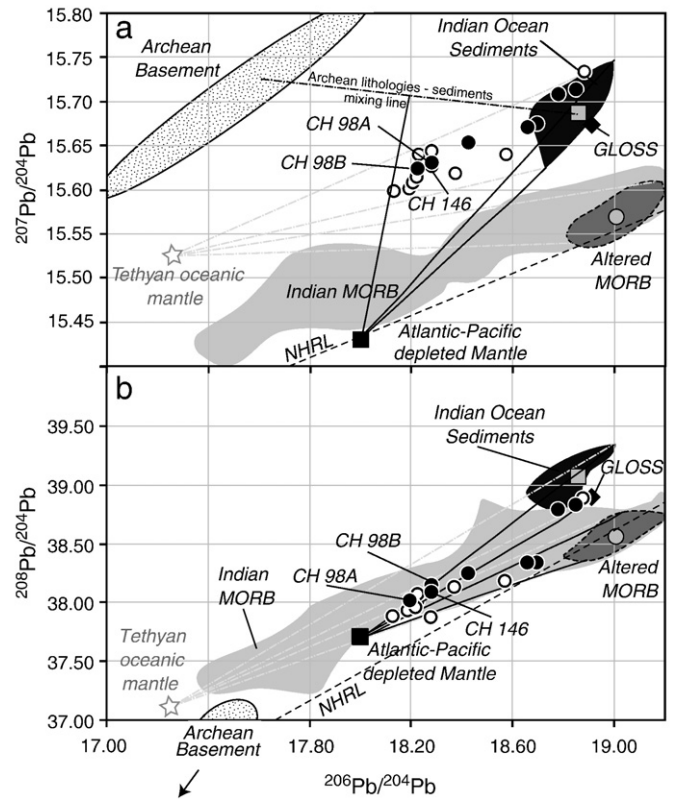 15.80
15.75
15.70
15.65
15.60
15.55
15.50
15.45
207Pb/204Pb
a
Archean
Basement
Indian Ocean
Sediments
Archean lithologies - sediments
mixing line
CH 98A
CH 98B
CH 146
GLOSS
Tethyan oceanic
mantle
Indian MORB
Altered
MORB
NHRL
Atlantic-Pacific
depleted Mantle
b
39.50
39.00
38.50
38.00
37.50
37.00
208Pb/204Pb
Indian Ocean
Sediments
GLOSS
CH 98B
CH 98A
Indian
MORB
Altered
MORB
CH 146
Tethyan
oceanic
mantle
Atlantic-Pacific
depleted Mantle
NHRL
Archean
Basement
17.00
17.80
18.20
18.60
19.00
206Pb/204Pb